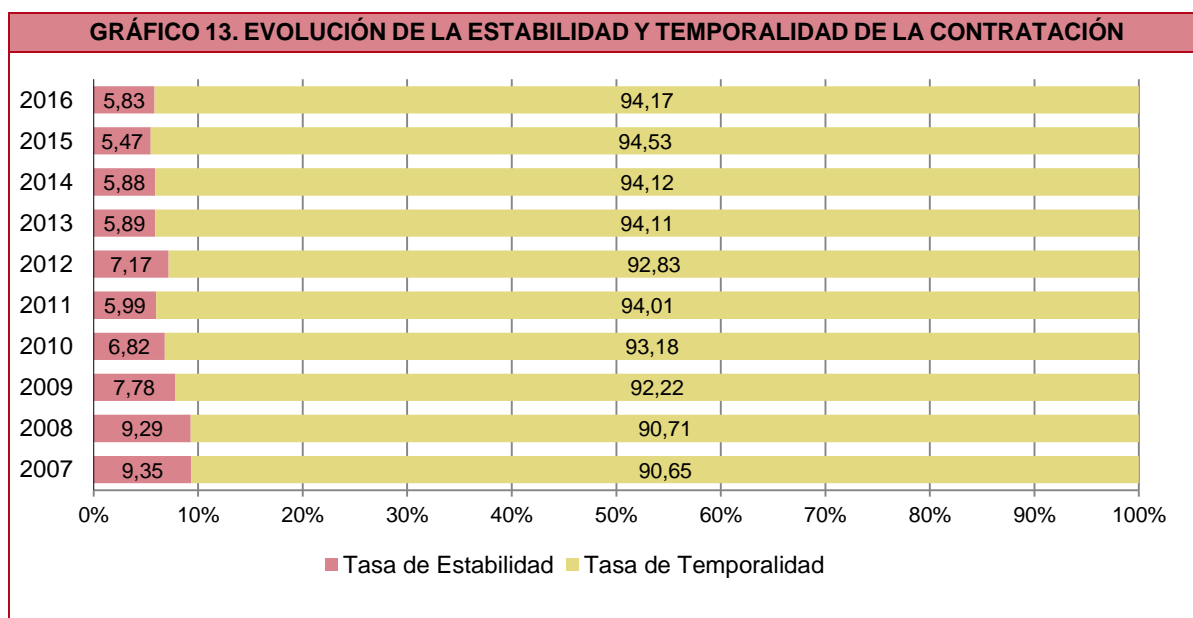 GRÁFICO 13. EVOLUCIÓN DE LA ESTABILIDAD Y TEMPORALIDAD DE LA CONTRATACIÓN
2016 5,83 94,17
2015 5,47 94,53
2014 5,88 94,12
2013 5,89 94,11
2012 7,17 92,83
2011 5,99 94,01
2010 6,82 93,18
2009 7,78 92,22
2008 9,29 90,71
2007 9,35 90,65
0% 10% 20% 30% 40% 50% 60% 70% 80% 90% 100%
Tasa de Estabilidad Tasa de Temporalidad